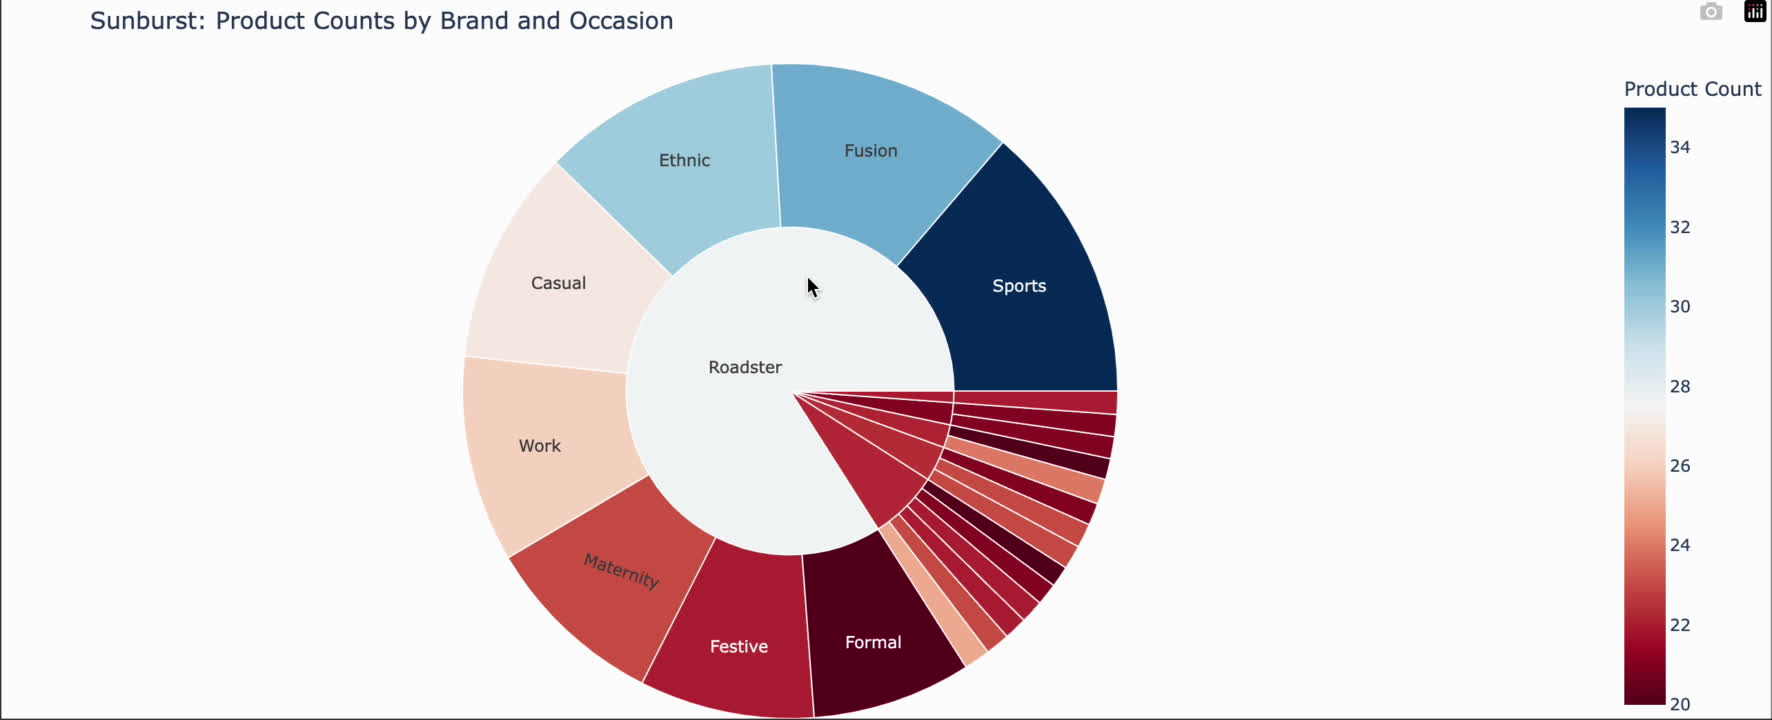 Sunburst: Product Counts by Brand and Occasion
Product Count
34
32
30
28
26
24
22
20
Ethnic
Fusion
Casual
Sports
Roadster
Work
Maternity
Festive
Formal